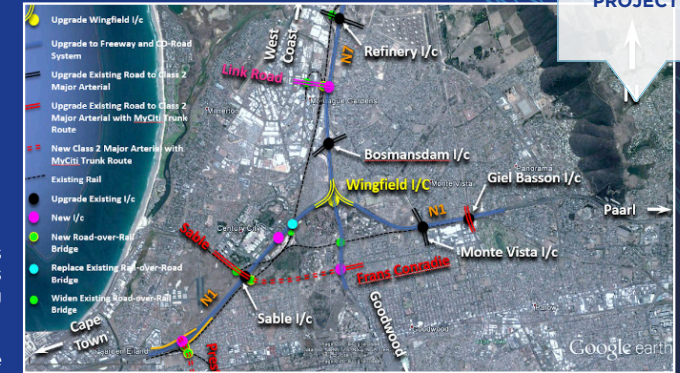 PROJECT
N
Upgrade Wingfield I/c
Upgrade to Freeway and CD-Road
System
Upgrade Existing Road to Class 2
Major Arterial
Upgrade Existing Road to Class 2
Major Arterial with MyCiti Trunk
Route
New Class 2 Major Arterial with
MyCiti Trunk Route
Existing Rail
Upgrade Existing I/c
New I/c
New Road-over-Rail
Bridge
Replace Existing Rail-over-Road
Bridge
Widen Existing Road-over-Rail
Bridge
West
Coast
N7
Refinery I/c
Link Road
Montague Gardens
Milnerton
Bosmansdam I/c
Panorama
Wingfield I/C
Monte Vista
Giel Basson I/c
Paarl
N1
Century City
Sable
Monte Vista I/c
Frans Conradie
N1
Sable I/c
Goodwood
Goodwood
Parow
Cape
Town
Google earth